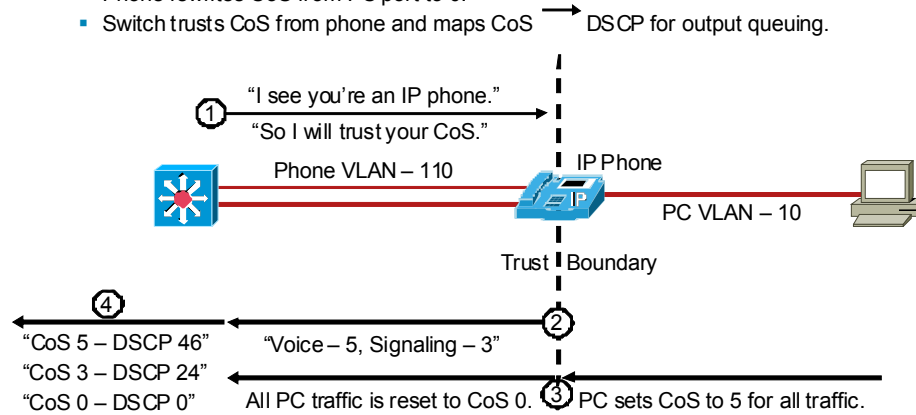 Switch trusts CoS from phone and maps CoS → DSCP for output queuing.
"I see you're an IP phone."
1
"So I will trust your CoS."
Phone VLAN – 110
IP Phone
IP
PC VLAN – 10
Trust Boundary
4
2
"CoS 5 – DSCP 46"
"Voice – 5, Signaling – 3"
"CoS 3 – DSCP 24"
"CoS 0 – DSCP 0"
All PC traffic is reset to CoS 0.
3
PC sets CoS to 5 for all traffic.